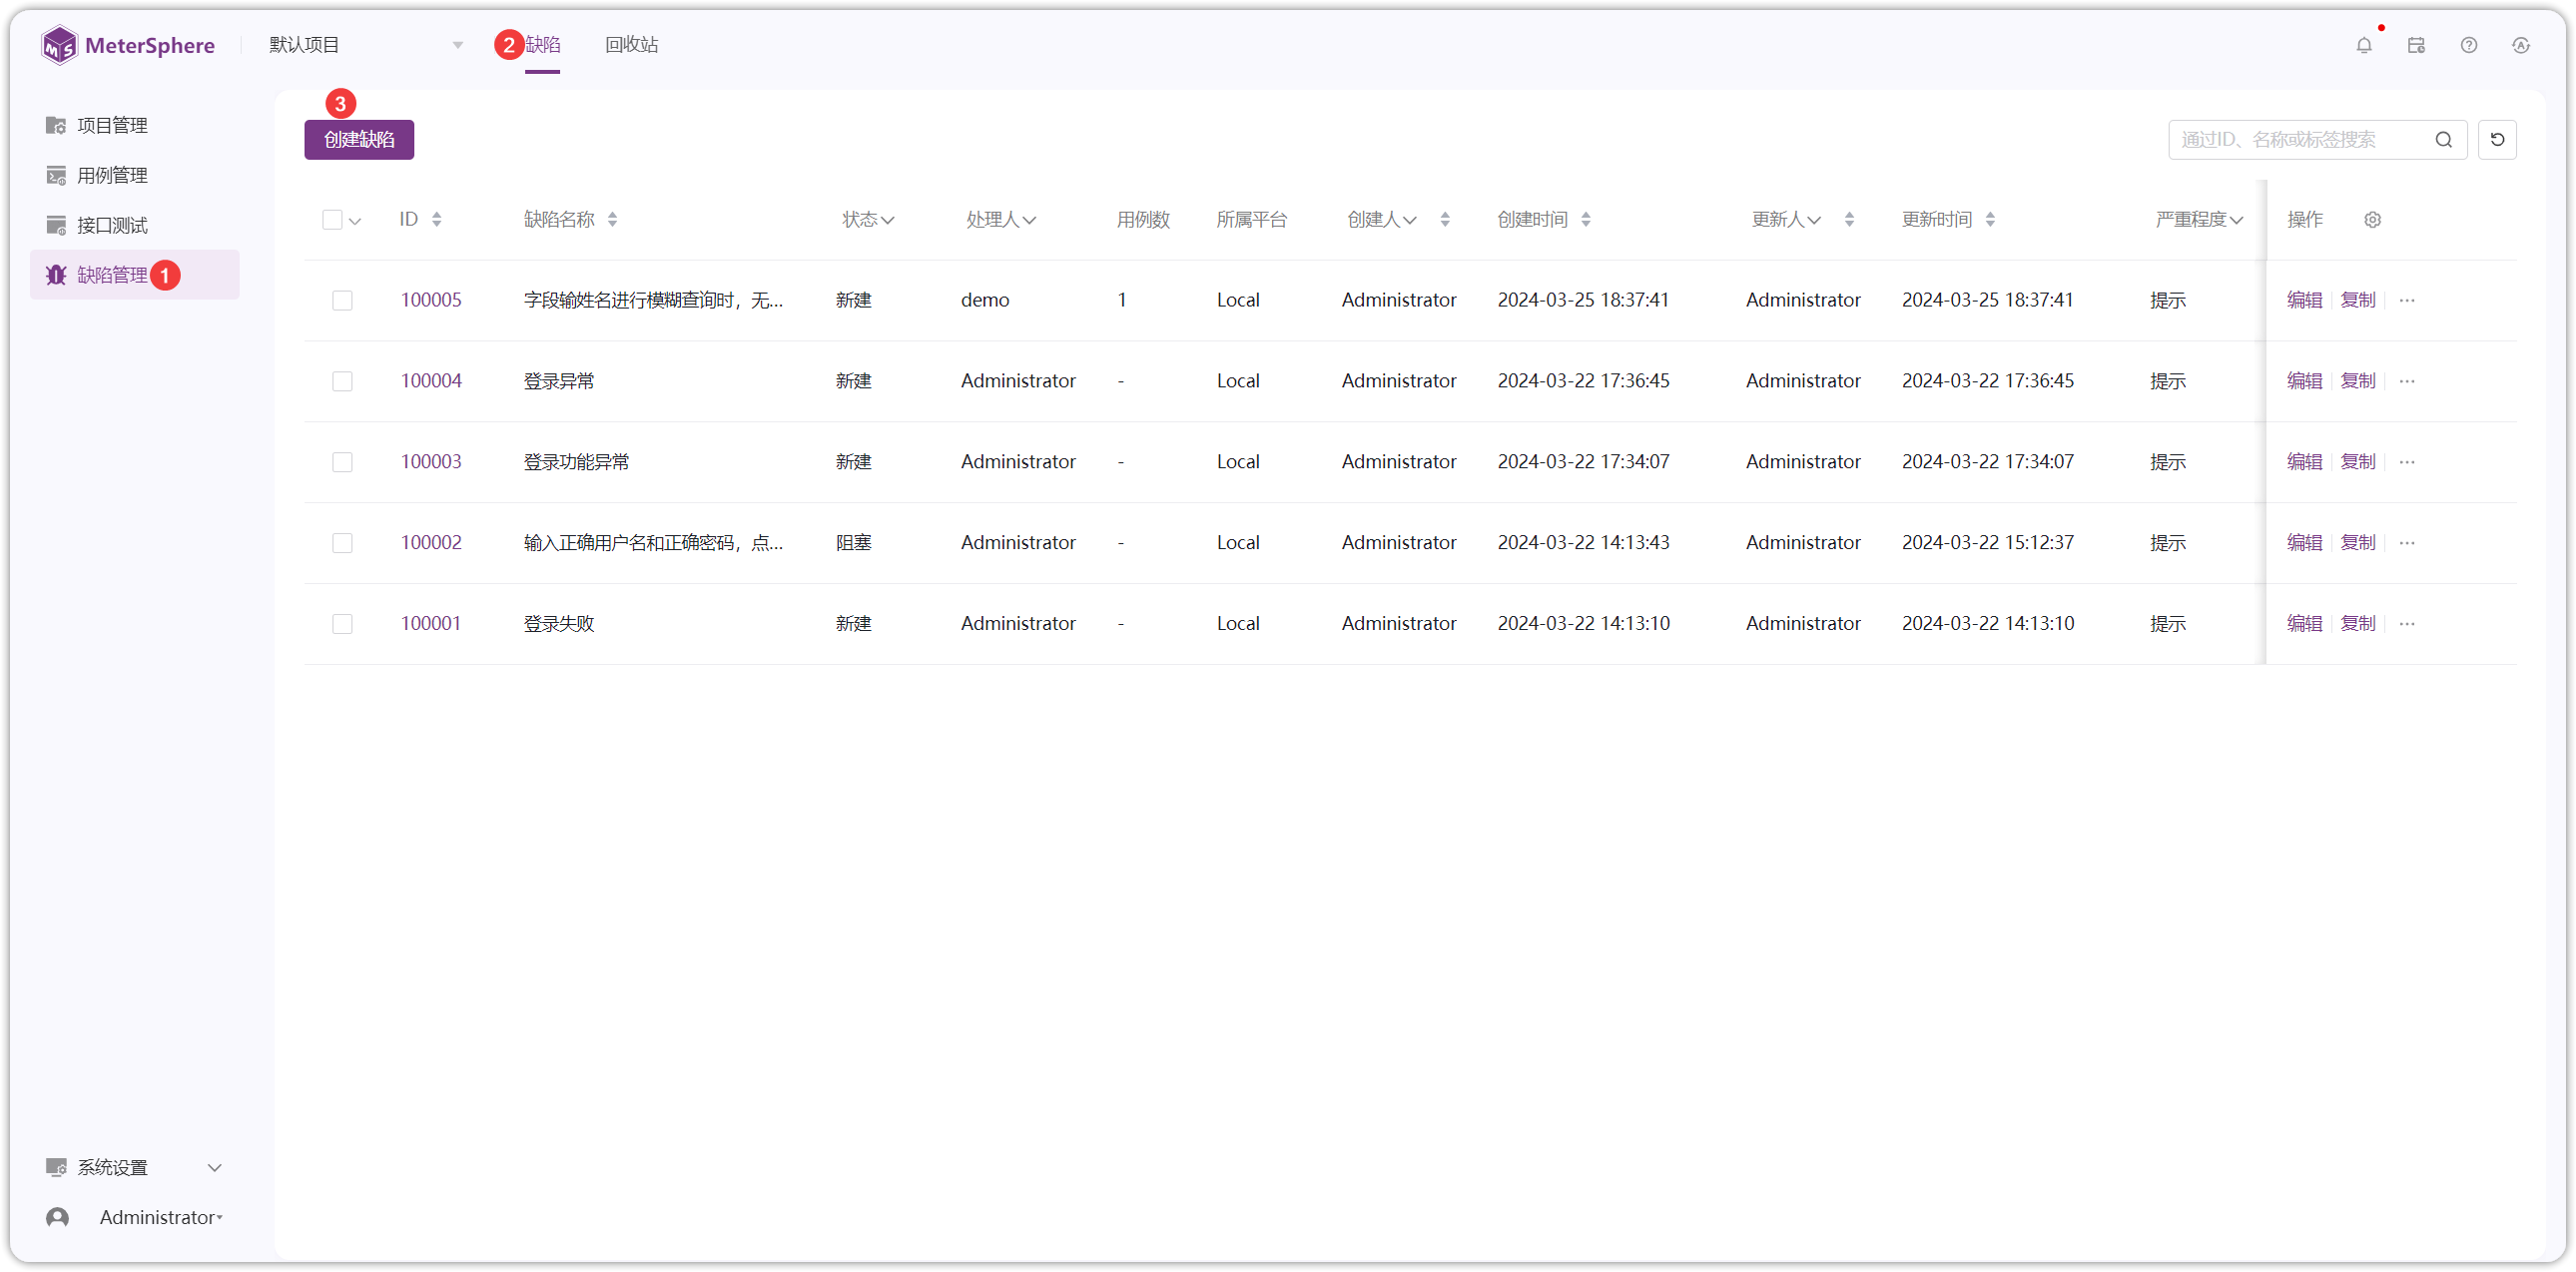 MeterSphere 默认项目 2 缺陷 回收站
3
项目管理
创建缺陷 通过ID、名称或标签搜索
用例管理
接口测试
缺陷管理 1
ID 缺陷名称 状态 处理人 用例数 所属平台 创建人 创建时间 更新人 更新时间 严重程度 操作
100005 字段输姓名进行模糊查询时，无... 新建 demo 1 Local Administrator 2024-03-25 18:37:41 Administrator 2024-03-25 18:37:41 提示 编辑 复制 ...
100004 登录异常 新建 Administrator - Local Administrator 2024-03-22 17:36:45 Administrator 2024-03-22 17:36:45 提示 编辑 复制 ...
100003 登录功能异常 新建 Administrator - Local Administrator 2024-03-22 17:34:07 Administrator 2024-03-22 17:34:07 提示 编辑 复制 ...
100002 输入正确用户名和正确密码，点... 阻塞 Administrator - Local Administrator 2024-03-22 14:13:43 Administrator 2024-03-22 15:12:37 提示 编辑 复制 ...
100001 登录失败 新建 Administrator - Local Administrator 2024-03-22 14:13:10 Administrator 2024-03-22 14:13:10 提示 编辑 复制 ...
系统设置
Administrator